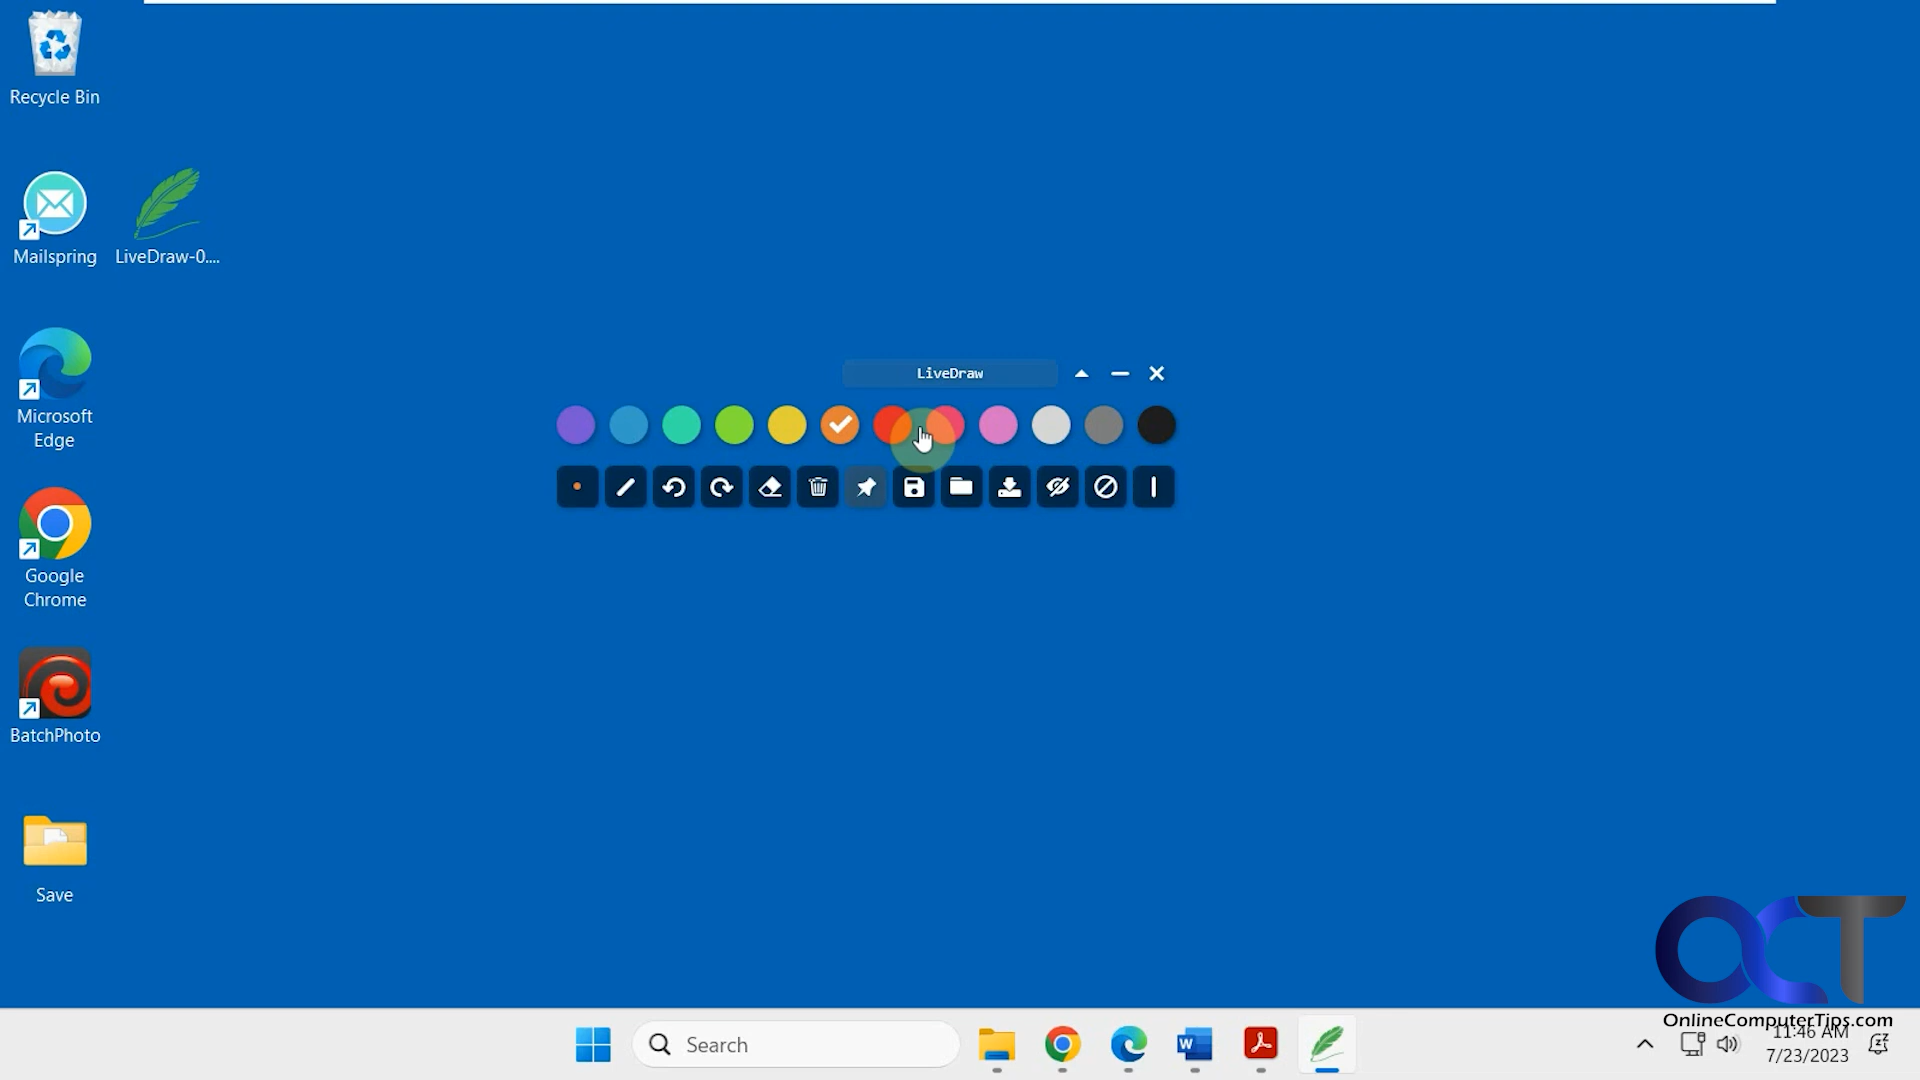 Recycle Bin
Mailspring
LiveDraw-0....
Microsoft
Edge
Google
Chrome
BatchPhoto
Save
LiveDraw
OCT
OnlineComputerTips.com
Search
11:46 AM
7/23/2023